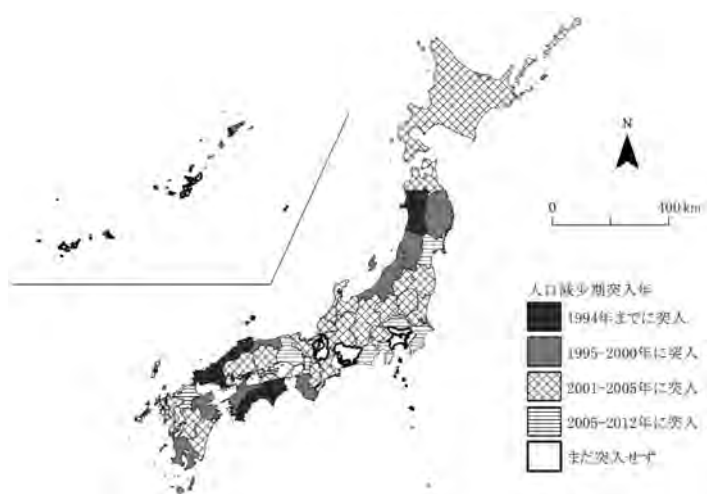 N
0 400km
人口減少期突入年
1994年までに突入
1995-2000年に突入
2001-2005年に突入
2005-2012年に突入
まだ突入せず